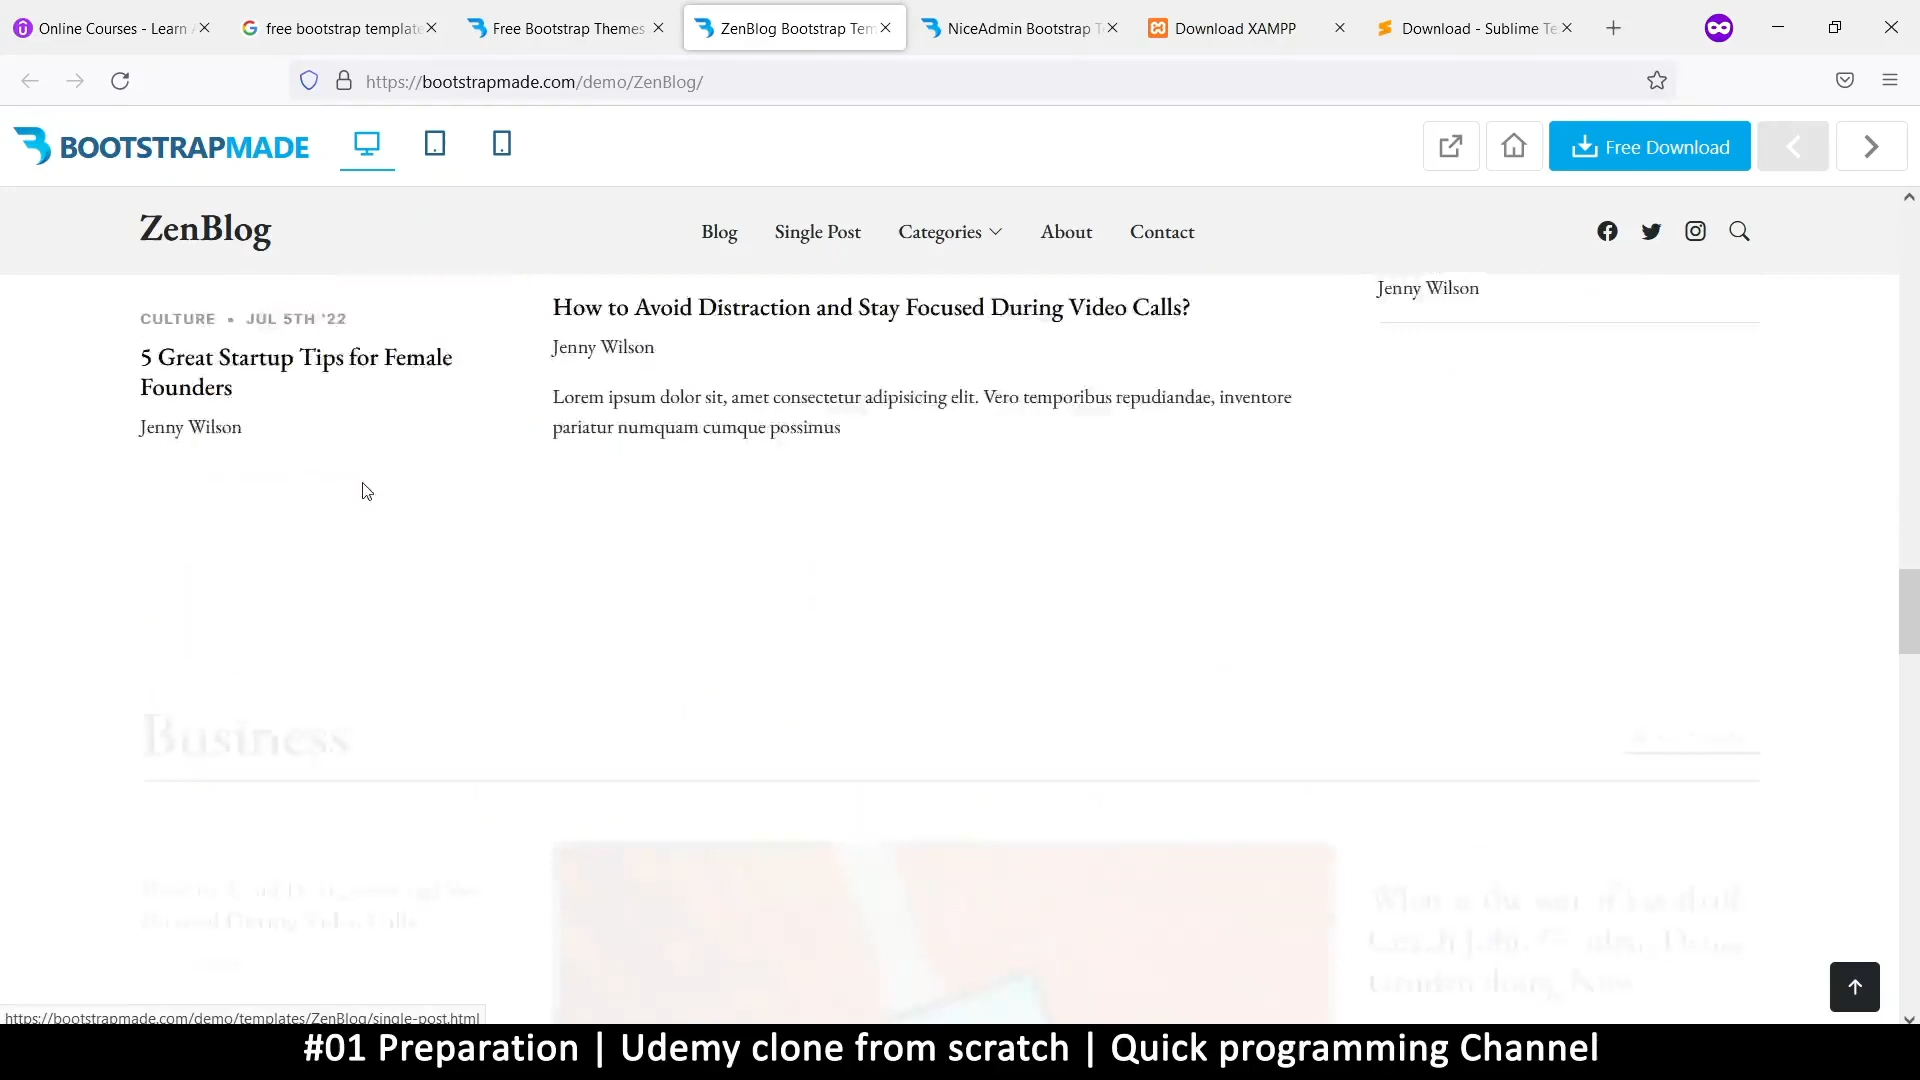 Online Courses - Learn
free bootstrap template
Free Bootstrap Themes
ZenBlog Bootstrap Tem
NiceAdmin Bootstrap T
Download XAMPP
Download - Sublime Te
https://bootstrapmade.com/demo/ZenBlog/
BOOTSTRAPMADE
Free Download
ZenBlog
Blog
Single Post
Categories
About
Contact
CULTURE • JUL 5TH '22
5 Great Startup Tips for Female
Founders
Jenny Wilson
How to Avoid Distraction and Stay Focused During Video Calls?
Jenny Wilson
Lorem ipsum dolor sit, amet consectetur adipisicing elit. Vero temporibus repudiandae, inventore
pariatur numquam cumque possimus
Jenny Wilson
Business
https://bootstrapmade.com/demo/templates/ZenBlog/single-post.html
#01 Preparation | Udemy clone from scratch | Quick programming Channel